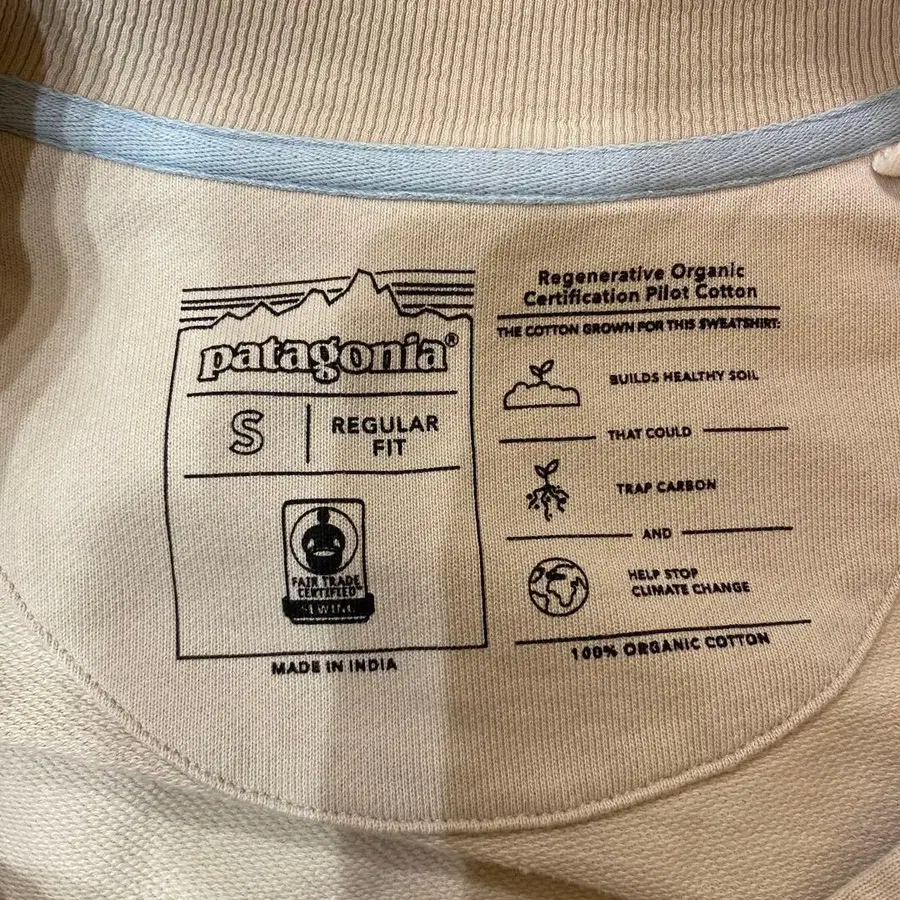 patagonia®
S
REGULAR
FIT
FAIR TRADE
CERTIFIED™
SEWING
MADE IN INDIA
Regenerative Organic
Certification Pilot Cotton
THE COTTON GROWN FOR THIS SWEATSHIRT:
BUILDS HEALTHY SOIL
THAT COULD
TRAP CARBON
AND
HELP STOP
CLIMATE CHANGE
100% ORGANIC COTTON